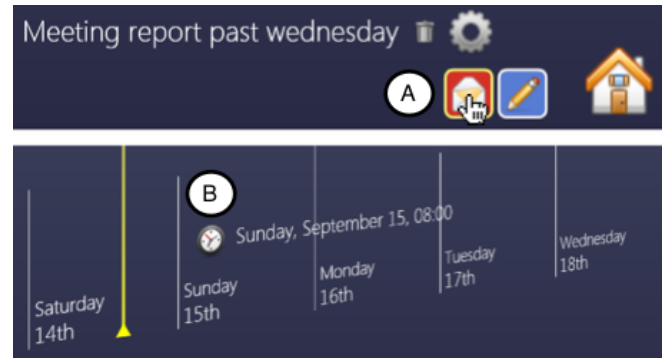 Meeting report past wednesday
A
B
Sunday, September 15, 08:00
Saturday
14th
Sunday
15th
Monday
16th
Tuesday
17th
Wednesday
18th